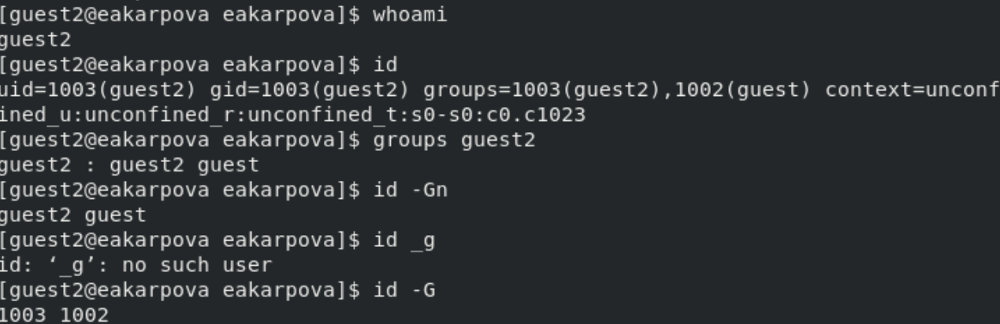 [guest2@eakarpova eakarpova]$ whoami
guest2
[guest2@eakarpova eakarpova]$ id
uid=1003(guest2) gid=1003(guest2) groups=1003(guest2),1002(guest) context=unconf
ined_u:unconfined_r:unconfined_t:s0-s0:c0.c1023
[guest2@eakarpova eakarpova]$ groups guest2
guest2 : guest2 guest
[guest2@eakarpova eakarpova]$ id -Gn
guest2 guest
[guest2@eakarpova eakarpova]$ id _g
id: ‘_g’: no such user
[guest2@eakarpova eakarpova]$ id -G
1003 1002